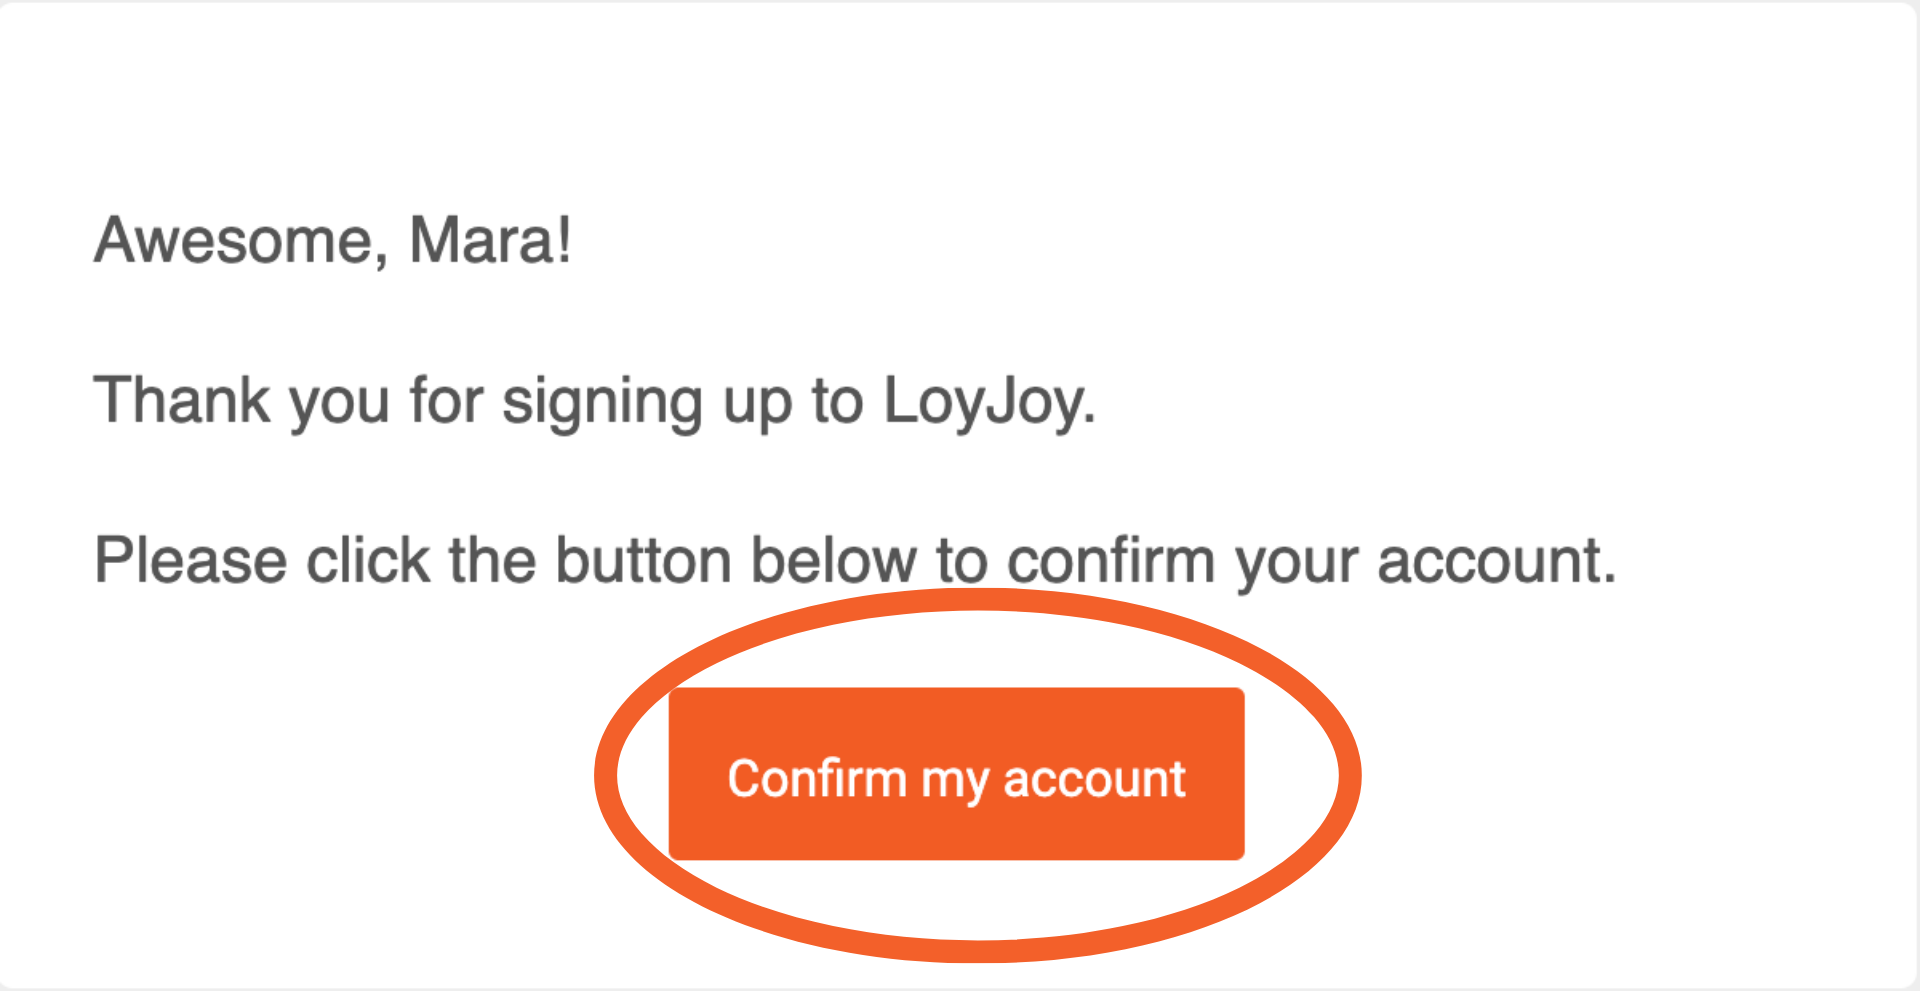 Awesome, Mara!
Thank you for signing up to LoyJoy.
Please click the button below to confirm your account.
Confirm my account